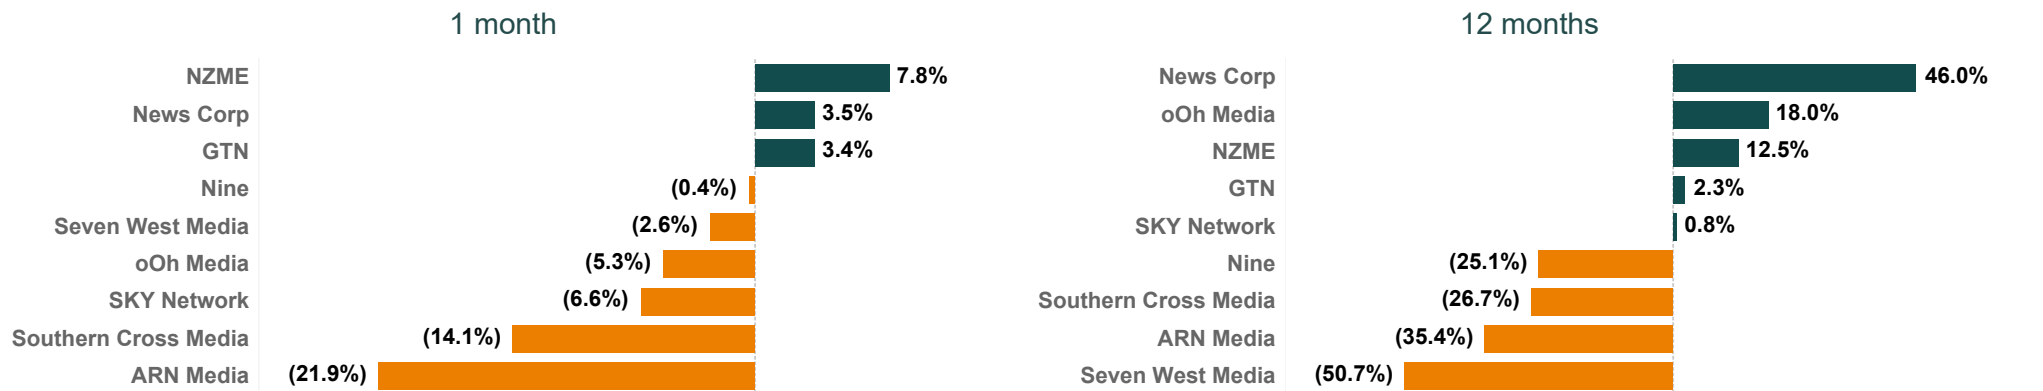 1 month
NZME 7.8%
News Corp 3.5%
GTN 3.4%
Nine (0.4%)
Seven West Media (2.6%)
oOh Media (5.3%)
SKY Network (6.6%)
Southern Cross Media (14.1%)
ARN Media (21.9%)
12 months
News Corp 46.0%
oOh Media 18.0%
NZME 12.5%
GTN 2.3%
SKY Network 0.8%
Nine (25.1%)
Southern Cross Media (26.7%)
ARN Media (35.4%)
Seven West Media (50.7%)